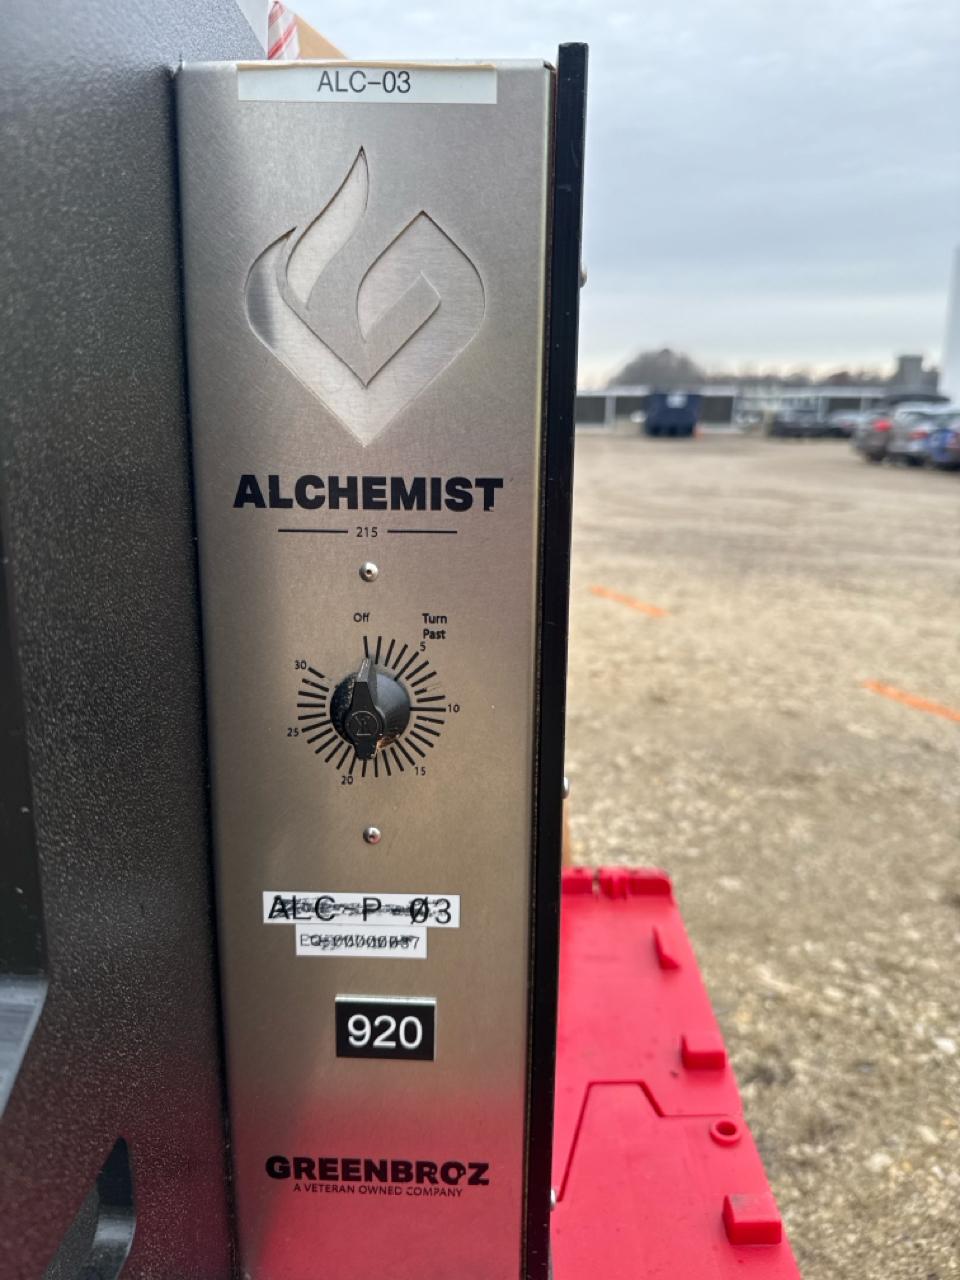 ALC-03
ALCHEMIST
215
Off
Turn
Past
5
30
10
25
15
20
ALC-P-03
920
GREENBROZ
A VETERAN OWNED COMPANY